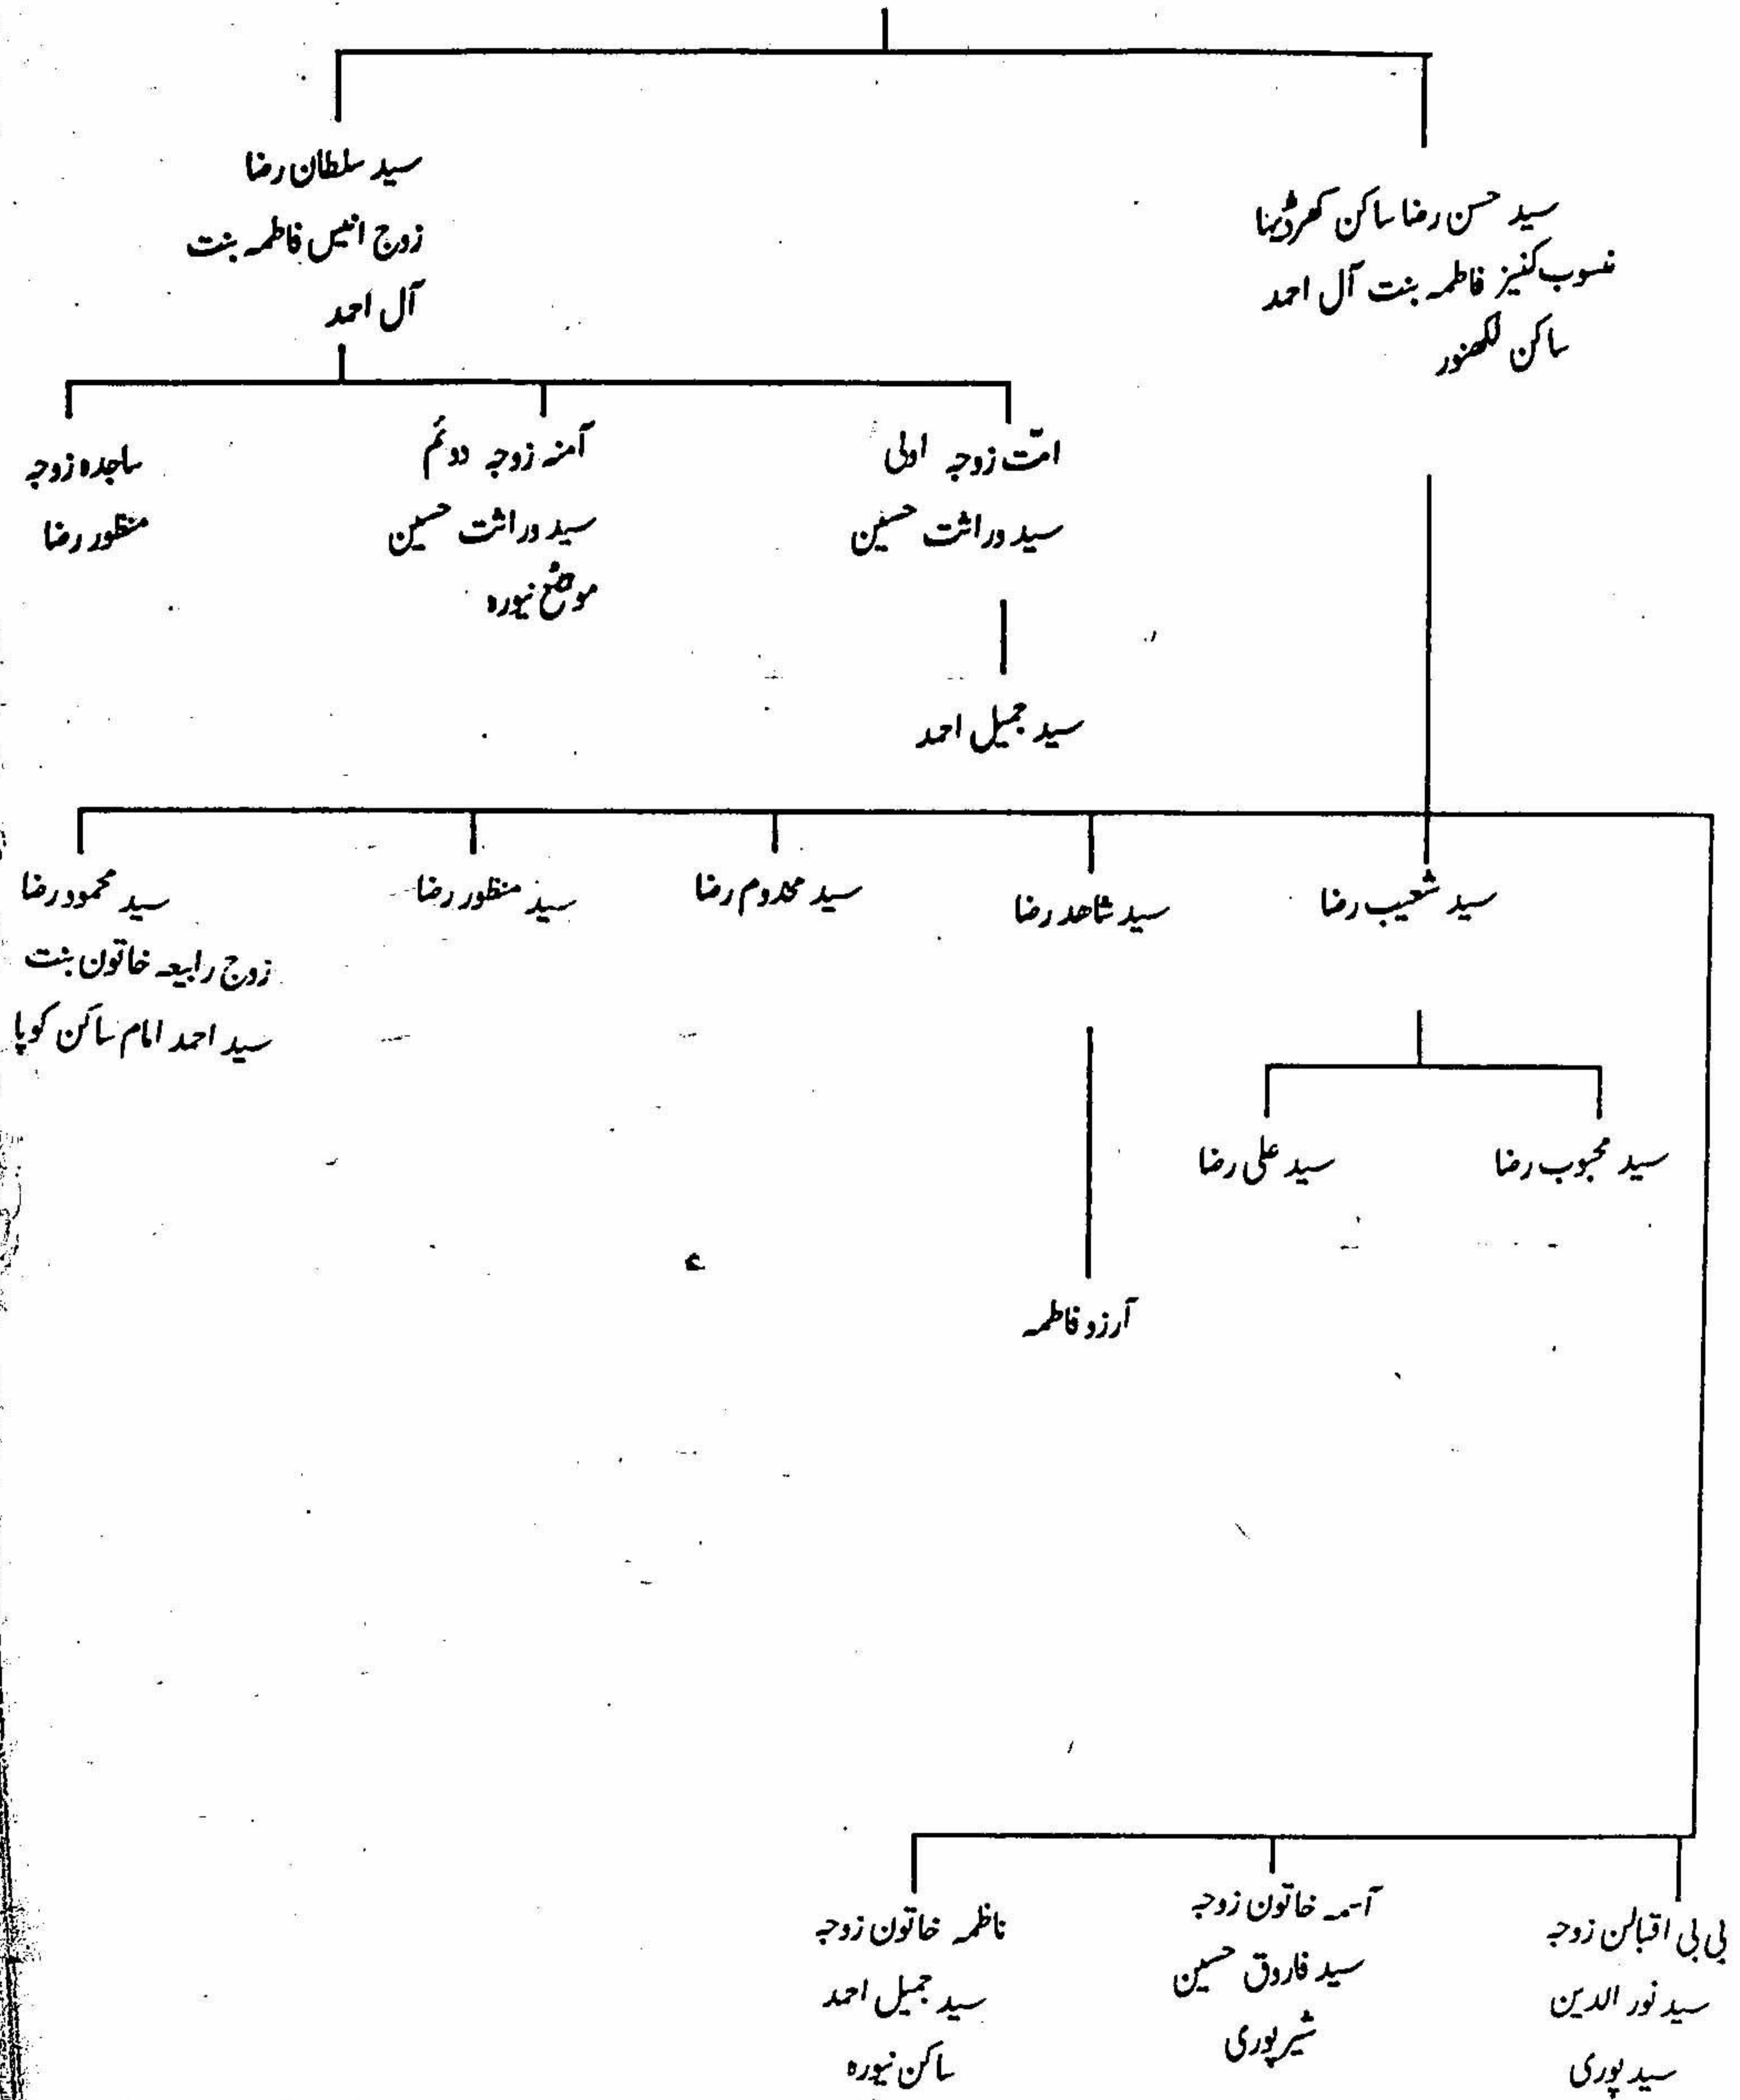 سید حسن رضا ساکن کھرڈیہا
منسوب کنیز فاطمہ بنت آل احمد
ساکن لکھنور
سید سلطان رضا
زوج انیس فاطمہ بنت
آل احمد
امت زوجہ اولی
سید وراثت حسین
آمنہ زوجہ دوئم
سید وراثت حسین
موضع نیورہ
ساجدہ زوجہ
منظور رضا
سید جمیل احمد
سید شعیب رضا
سید شاھد رضا
سید مخدوم رضا
سید منظور رضا
سید محمود رضا
زوج رابیعہ خاتون بنت
سید احمد امام ساکن کوپا
سید محبوب رضا
سید علی رضا
آرزو فاطمہ
بی بی اقبالن زوجہ
سید نور الدین
سید پوری
آسمہ خاتون زوجہ
سید فاروق حسین
شیرپوری
ناظمہ خاتون زوجہ
سید جمیل احمد
ساکن نیورہ